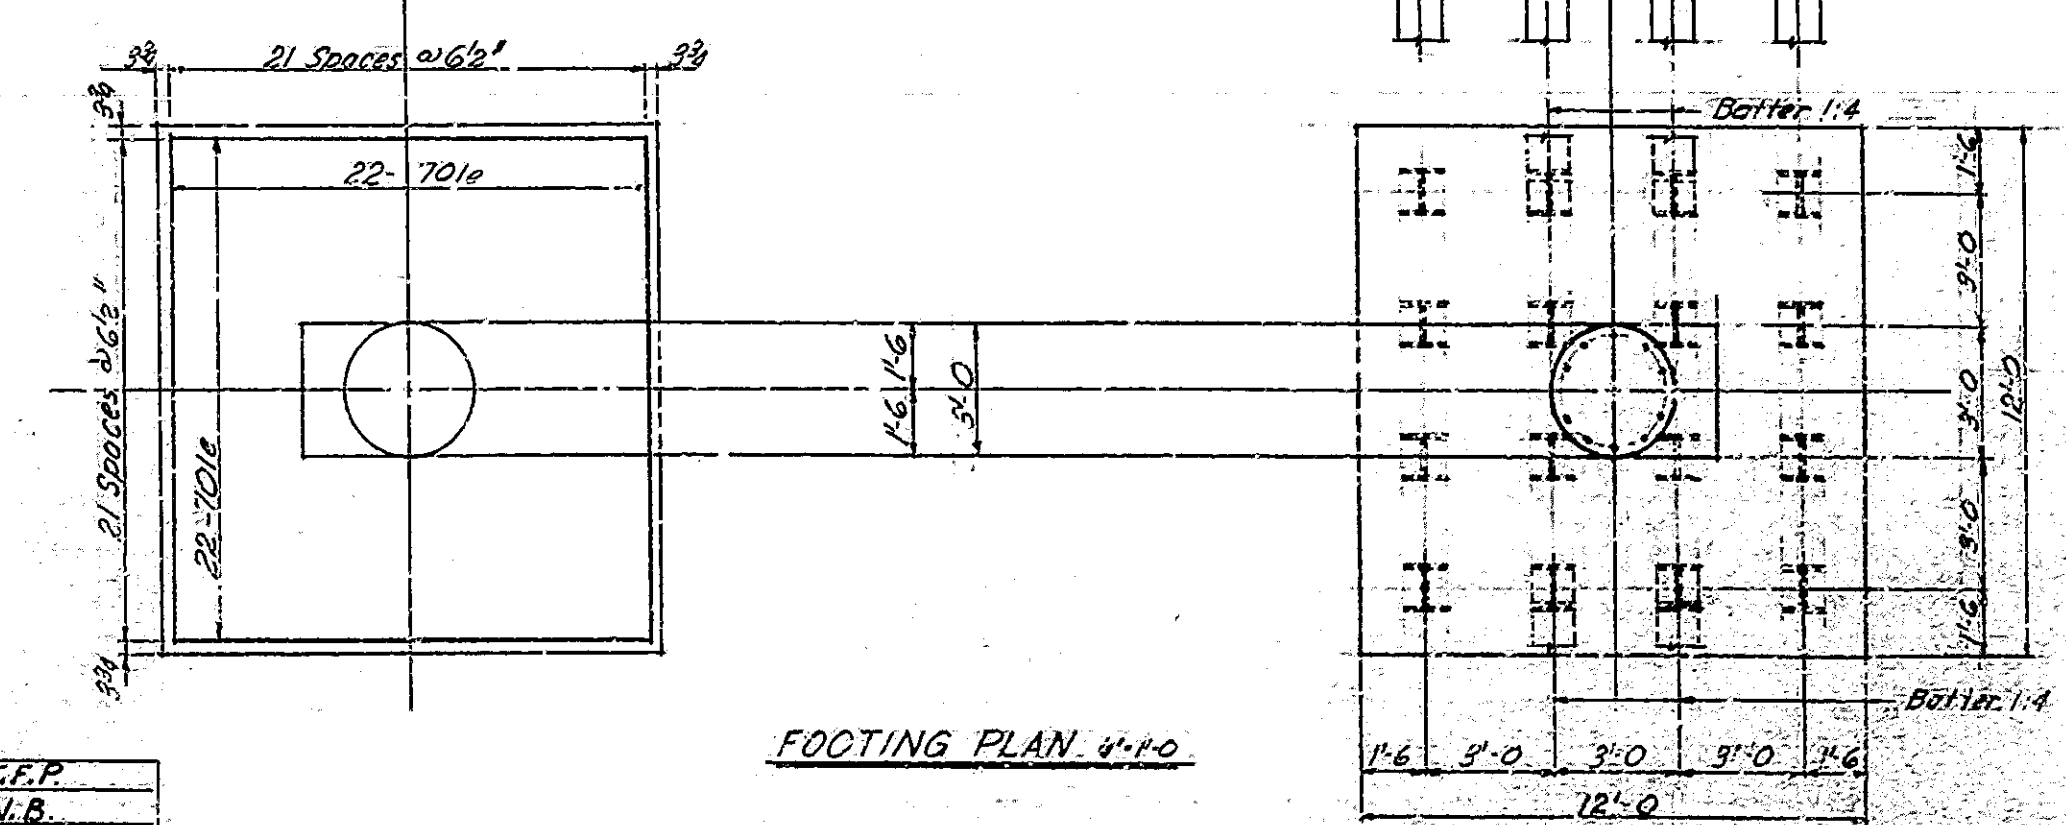 3¾ 21 Spaces @ 6½" 3¾
3¾
22- 701e
21 Spaces @ 6½"
22-701e
3¾
1'-6 1'-6
3'-0
Batter 1:4
1'-6
3'-0
3'-0
3'-0
1'-6
12'-0
Batter 1:4
1'-6 3'-0 3'-0 3'-0 1'-6
12'-0
FOOTING PLAN
F.P.
B.